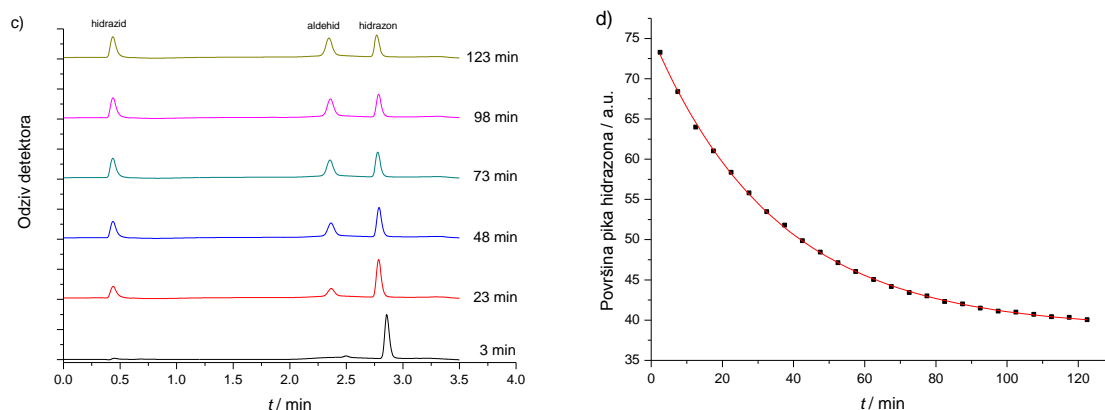 c)
hidrazid
aldehid
hidrazon
123 min
98 min
73 min
48 min
23 min
3 min
Odziv detektora
0.0 0.5 1.0 1.5 2.0 2.5 3.0 3.5 4.0
t / min
d)
75
70
65
60
55
50
45
40
35
Površina pika hidrazona / a.u.
0 20 40 60 80 100 120
t / min